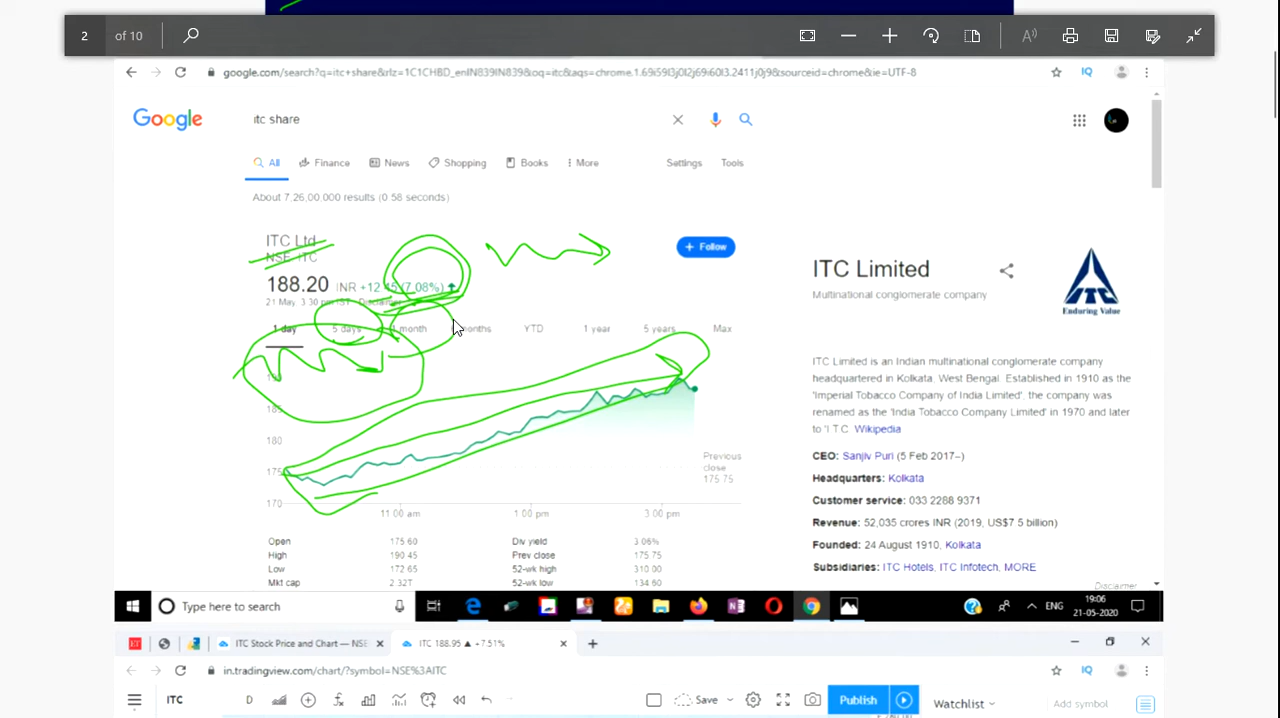 2 of 10
google.com/search?q=itc+share&rlz=1C1CHBD_enIN839IN839&oq=itc&aqs=chrome.1.69i59l3j0l2j69i60l3.2411j0j9&sourceid=chrome&ie=UTF-8
IQ
Google
itc share
All Finance News Shopping Books More Settings Tools
About 7,26,00,000 results (0.58 seconds)
ITC Ltd
NSE: ITC
Follow
188.20 INR +12.45 (7.08%)
21 May, 3:30 pm IST Disclaimer
1 day 5 days 1 month months YTD 1 year 5 years Max
185
180
175
170
Previous
close
175.75
11:00 am 1:00 pm 3:00 pm
Open 175.60 Div yield 3.06%
High 190.45 Prev close 175.75
Low 172.65 52-wk high 310.00
Mkt cap 2.32T 52-wk low 134.60
ITC Limited
Multinational conglomerate company
ITC
Enduring Value
ITC Limited is an Indian multinational conglomerate company
headquartered in Kolkata, West Bengal. Established in 1910 as the
'Imperial Tobacco Company of India Limited', the company was
renamed as the 'India Tobacco Company Limited' in 1970 and later
to 'I.T.C. Wikipedia
CEO: Sanjiv Puri (5 Feb 2017–)
Headquarters: Kolkata
Customer service: 033 2288 9371
Revenue: 52,035 crores INR (2019, US$7.5 billion)
Founded: 24 August 1910, Kolkata
Subsidiaries: ITC Hotels, ITC Infotech, MORE
Disclaimer
Type here to search
ENG
19:06
21-05-2020
ET
ITC Stock Price and Chart — NSE
ITC 188.95 ▲ +7.51%
in.tradingview.com/chart/?symbol=NSE%3AITC
IQ
ITC D Save Publish Watchlist Add symbol